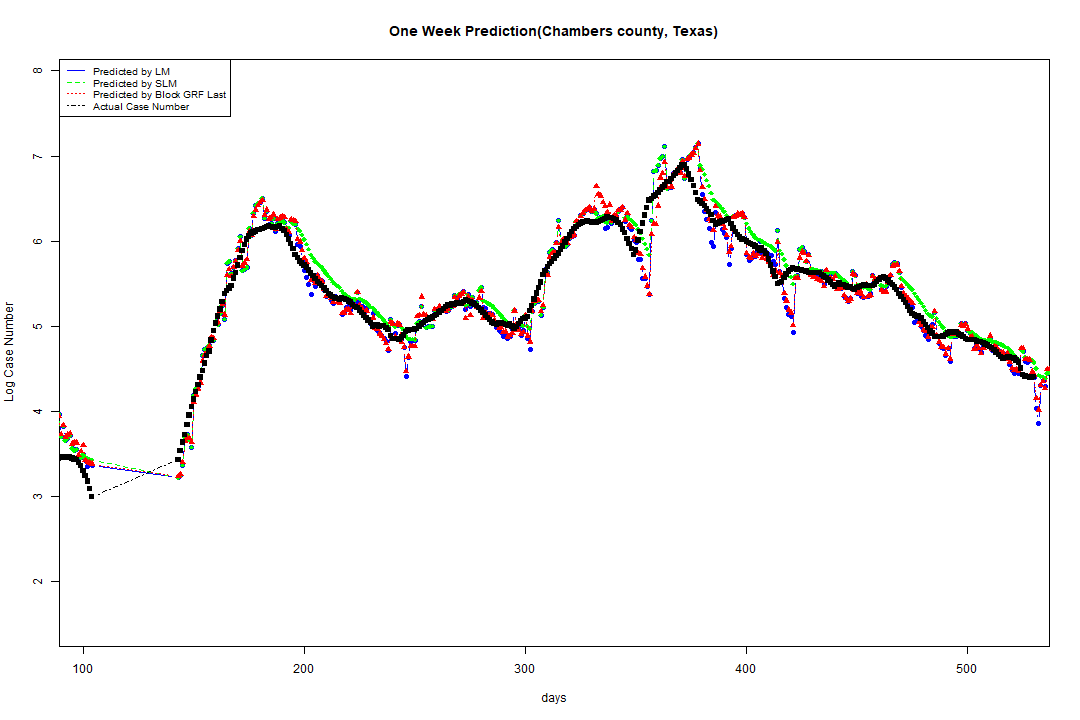 One Week Prediction(Chambers county, Texas)
Predicted by LM
Predicted by SLM
Predicted by Block GRF Last
Actual Case Number
8
7
6
5
4
3
2
Log Case Number
100 200 300 400 500
days